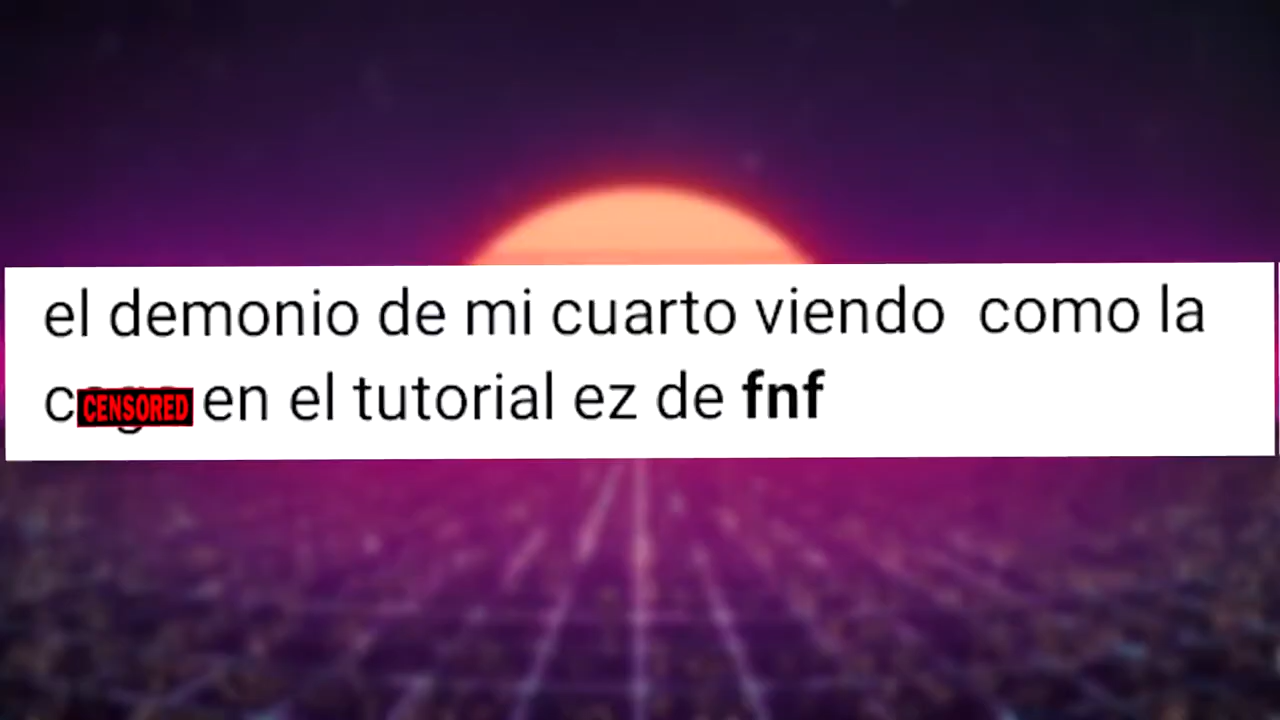 el demonio de mi cuarto viendo como la
c CENSORED en el tutorial ez de fnf